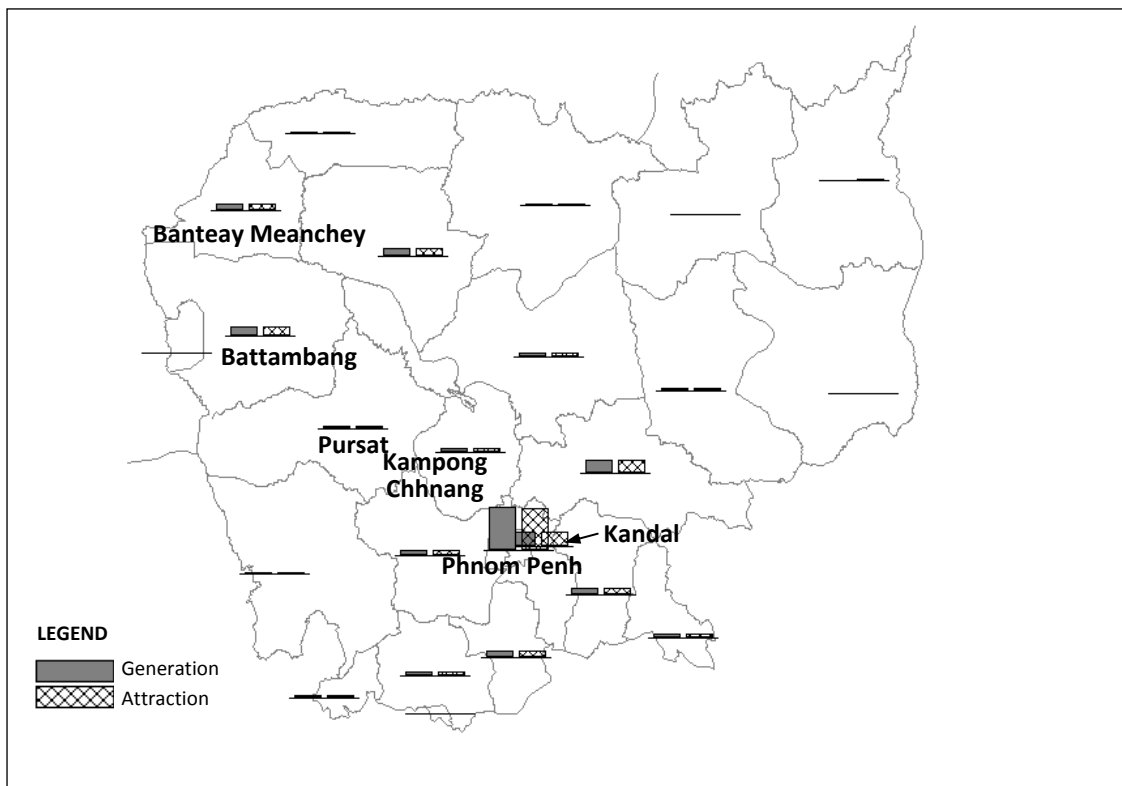 Banteay Meanchey
Battambang
Pursat
Kampong
Chhnang
Kandal
Phnom Penh
LEGEND
Generation
Attraction